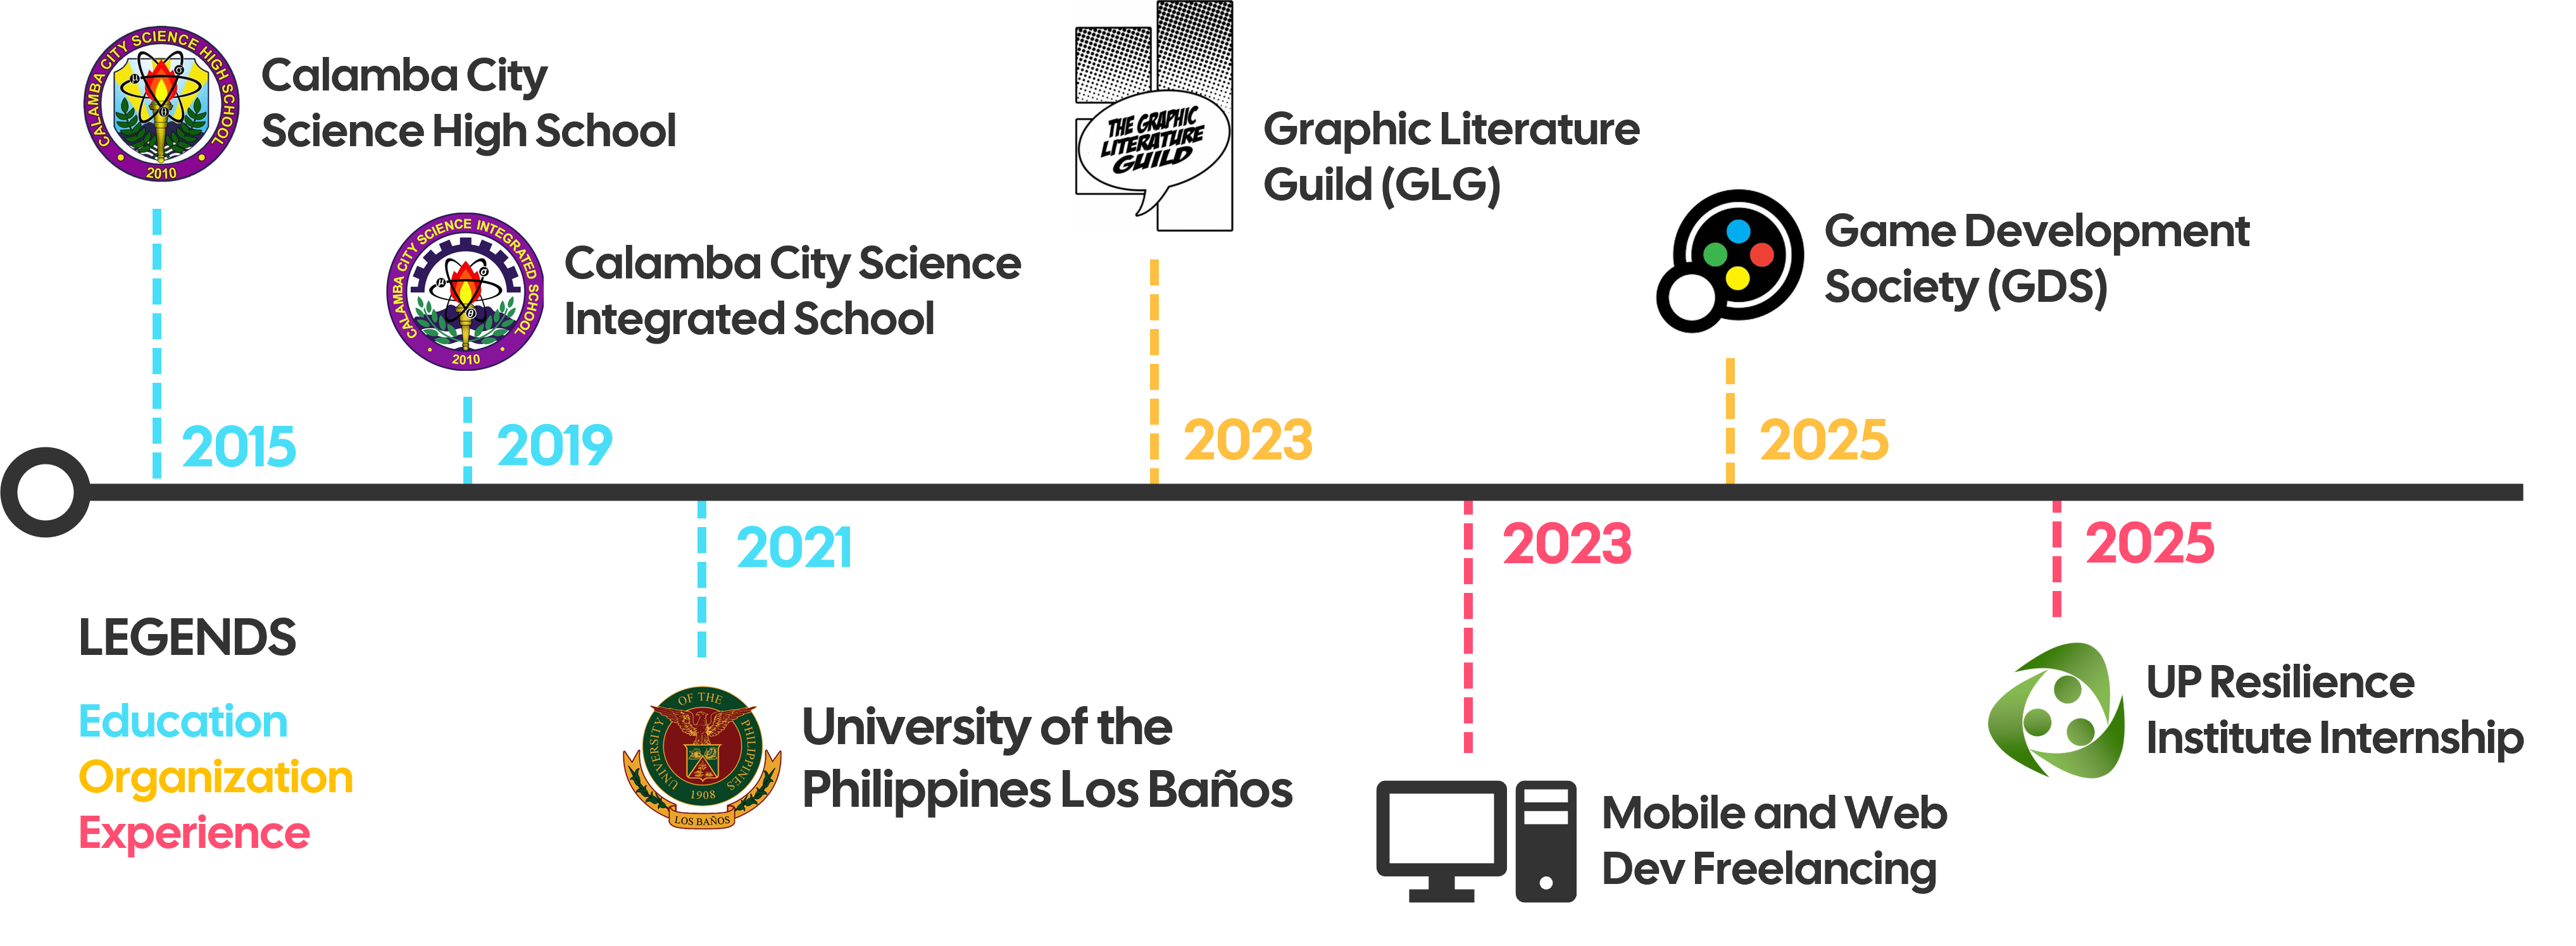 CALAMBA CITY SCIENCE HIGH SCHOOL
2010
Calamba City
Science High School
CALAMBA CITY SCIENCE INTEGRATED SCHOOL
2010
Calamba City Science
Integrated School
THE GRAPHIC
LITERATURE
GUILD
Graphic Literature
Guild (GLG)
Game Development
Society (GDS)
2015
2019
2023
2025
2021
2023
2025
LEGENDS
Education
Organization
Experience
UNIVERSITY OF THE PHILIPPINES
1908
LOS BAÑOS
University of the
Philippines Los Baños
Mobile and Web
Dev Freelancing
UP Resilience
Institute Internship